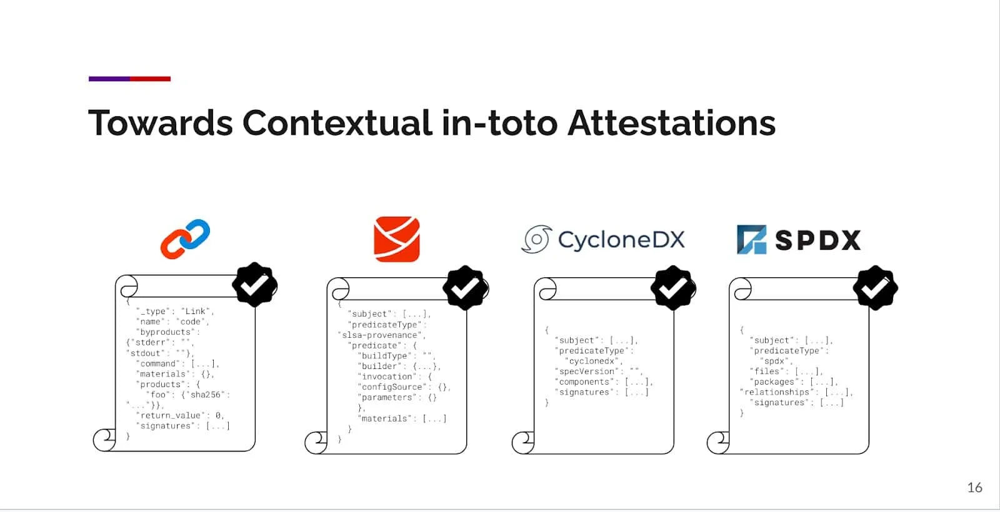 Towards Contextual in-toto Attestations
CycloneDX
SPDX
{
"_type": "Link",
"name": "code",
"byproducts":
{"stderr": "",
"stdout": ""},
"command": [...],
"materials": {},
"products": {
"foo": {"sha256":
"..."}},
"return_value": 0,
"signatures": [...]
}
{
"subject": [...],
"predicateType":
"slsa-provenance",
"predicate": {
"buildType": "",
"builder": {...},
"invocation": {
"configSource": {},
"parameters": {}
},
"materials": [...]
}
}
{
"subject": [...],
"predicateType":
"cyclonedx",
"specVersion": "",
"components": [...],
"signatures": [...]
}
{
"subject": [...],
"predicateType":
"spdx",
"files": [...],
"packages": [...],
"relationships": [...],
"signatures": [...]
}
16